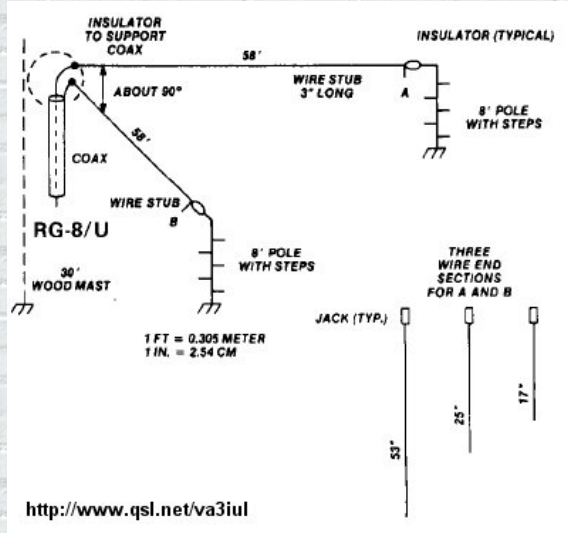 INSULATOR
TO SUPPORT
COAX
58'
INSULATOR (TYPICAL)
ABOUT 90°
WIRE STUB
3" LONG
A
8' POLE
WITH STEPS
58'
COAX
WIRE STUB
B
RG-8/U
8' POLE
WITH STEPS
30'
WOOD MAST
THREE
WIRE END
SECTIONS
FOR A AND B
JACK (TYP.)
1 FT = 0.305 METER
1 IN. = 2.54 CM
53"
25"
17"
http://www.qsl.net/va3iul